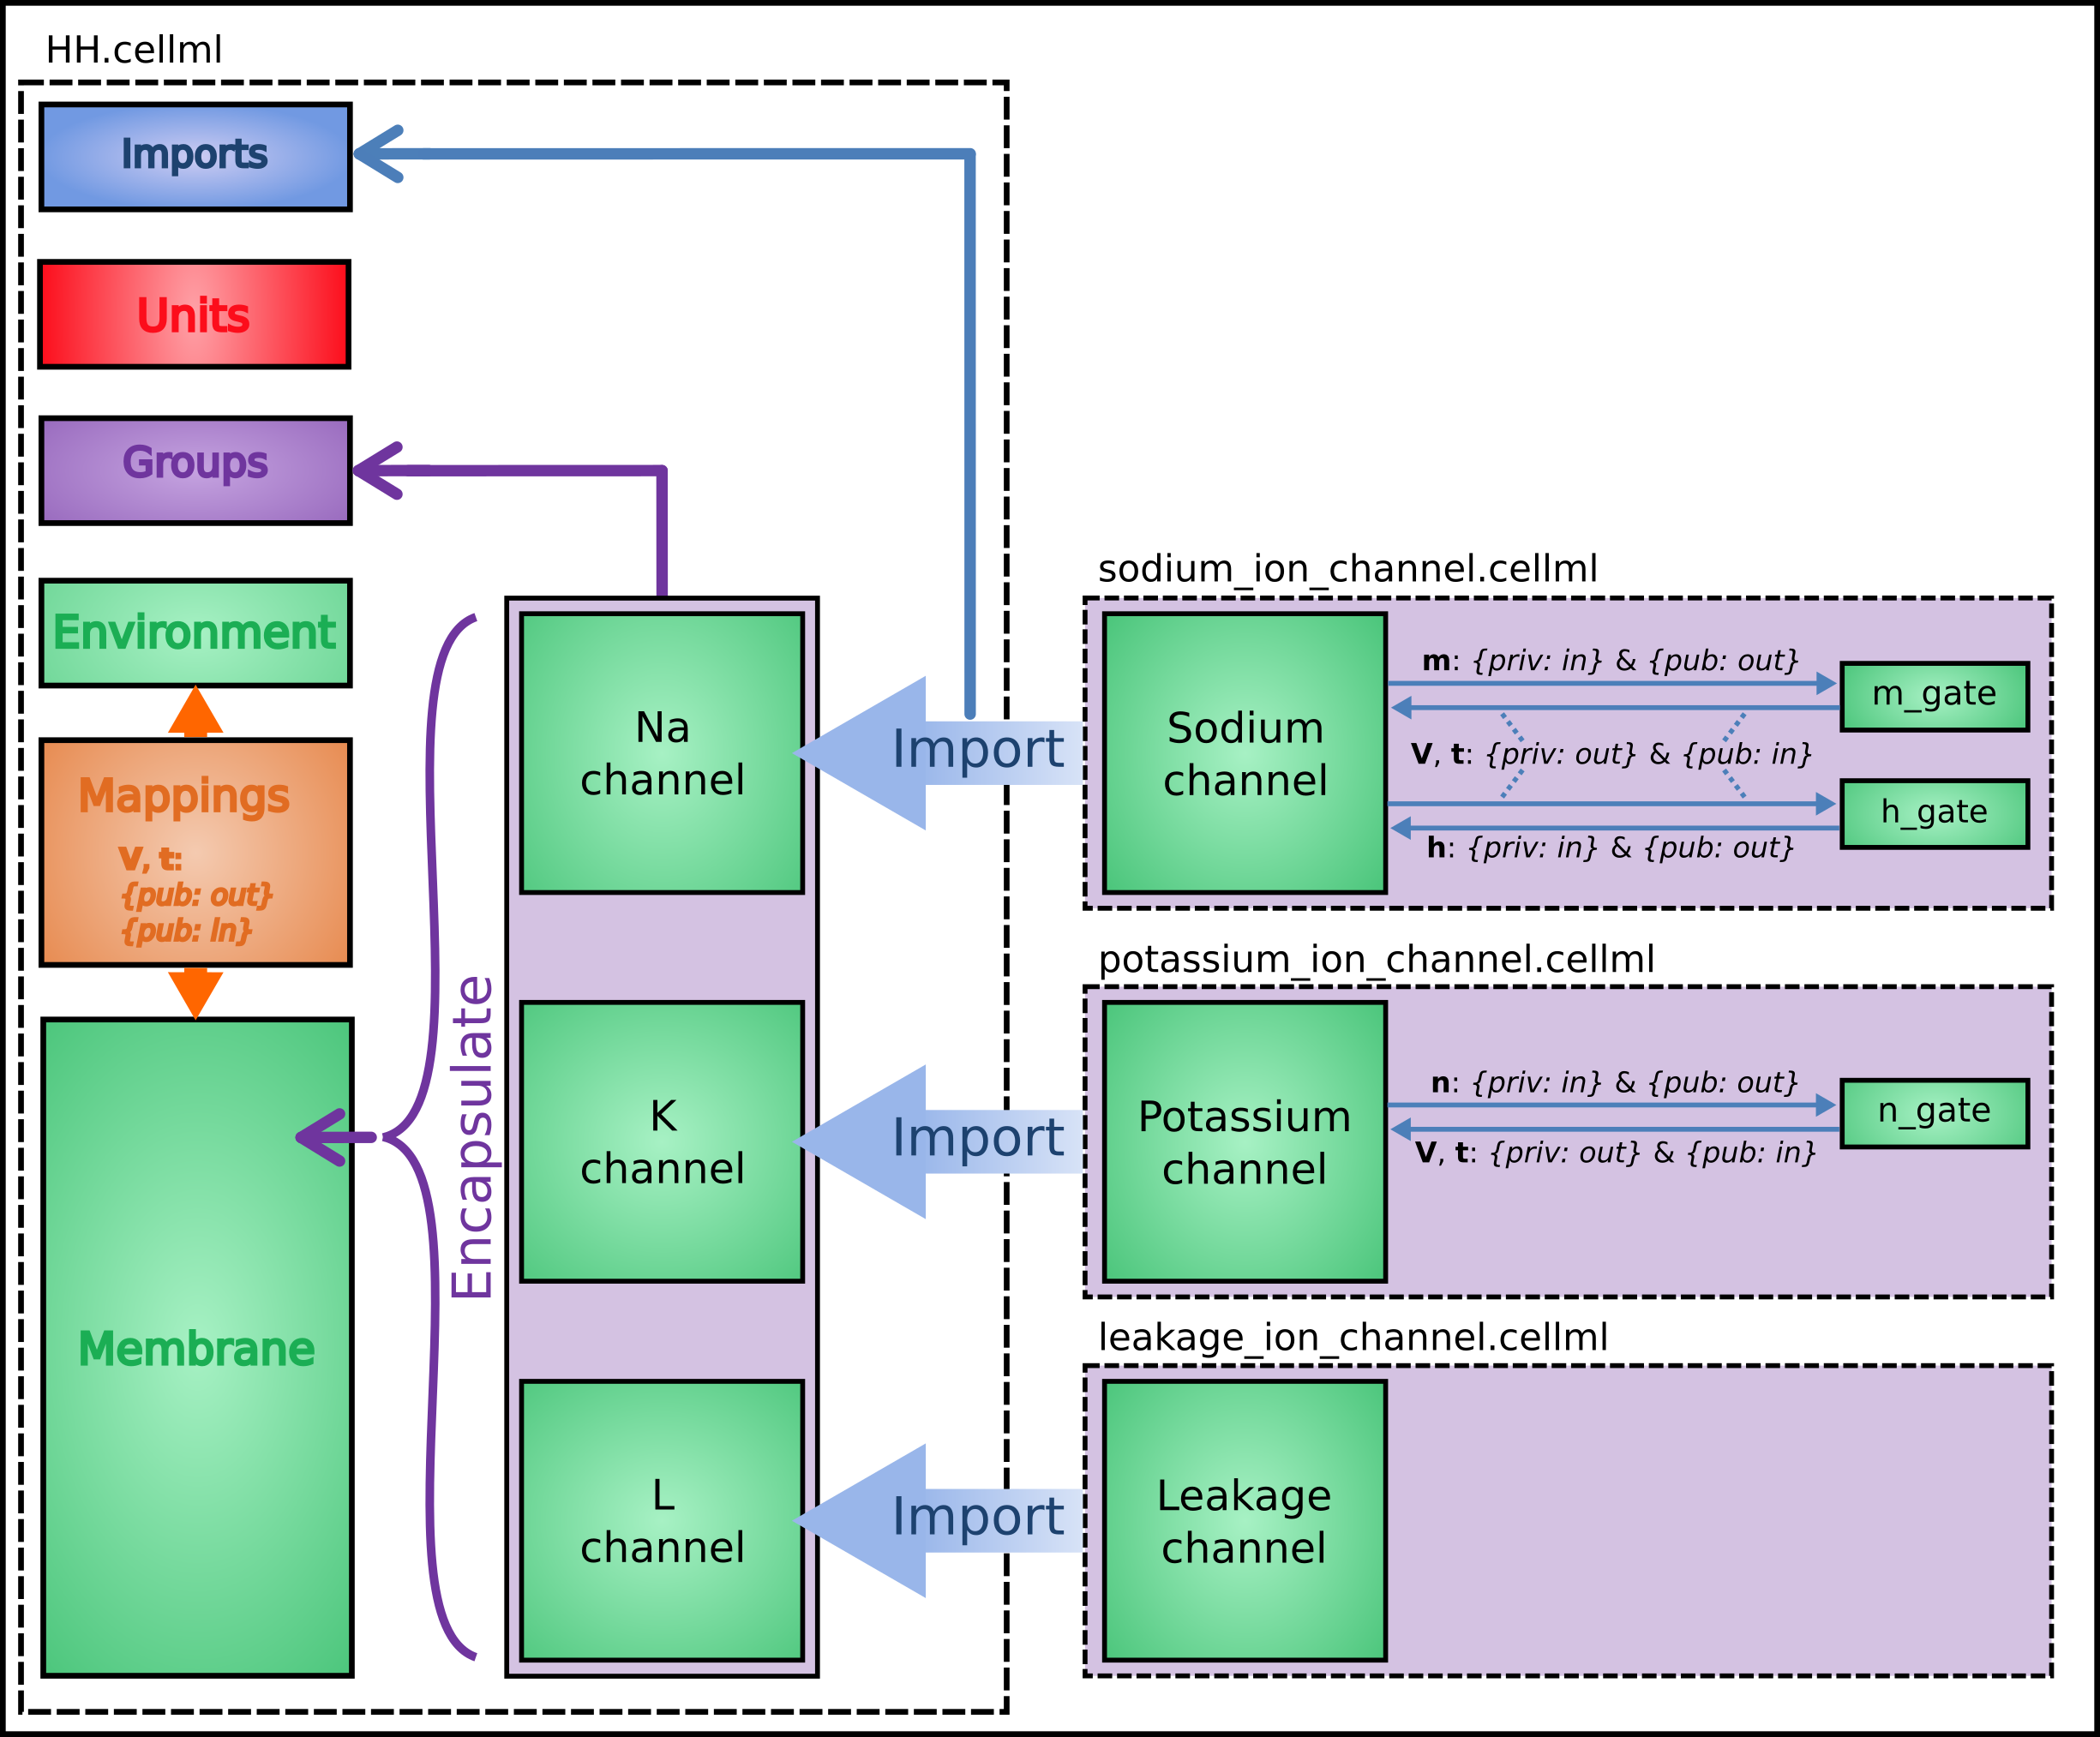 HH.cellml
Imports
Units
Groups
Environment
Mappings
V, t:
{pub: out}
{pub: In}
Membrane
Encapsulate
Na
channel
K
channel
L
channel
Import
Import
Import
sodium_ion_channel.cellml
Sodium
channel
m: {priv: in} & {pub: out}
V, t: {priv: out} & {pub: in}
h: {priv: in} & {pub: out}
m_gate
h_gate
potassium_ion_channel.cellml
Potassium
channel
n: {priv: in} & {pub: out}
V, t: {priv: out} & {pub: in}
n_gate
leakage_ion_channel.cellml
Leakage
channel